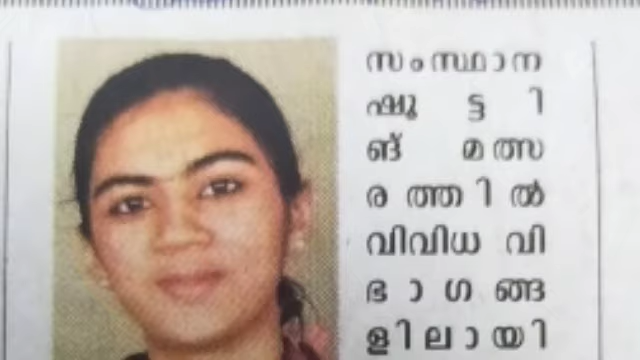 സംസ്ഥാന
ഷൂട്ടി
ങ് മത്സ
രത്തിൽ
വിവിധ വി
ഭാഗങ്ങ
ളിലായി